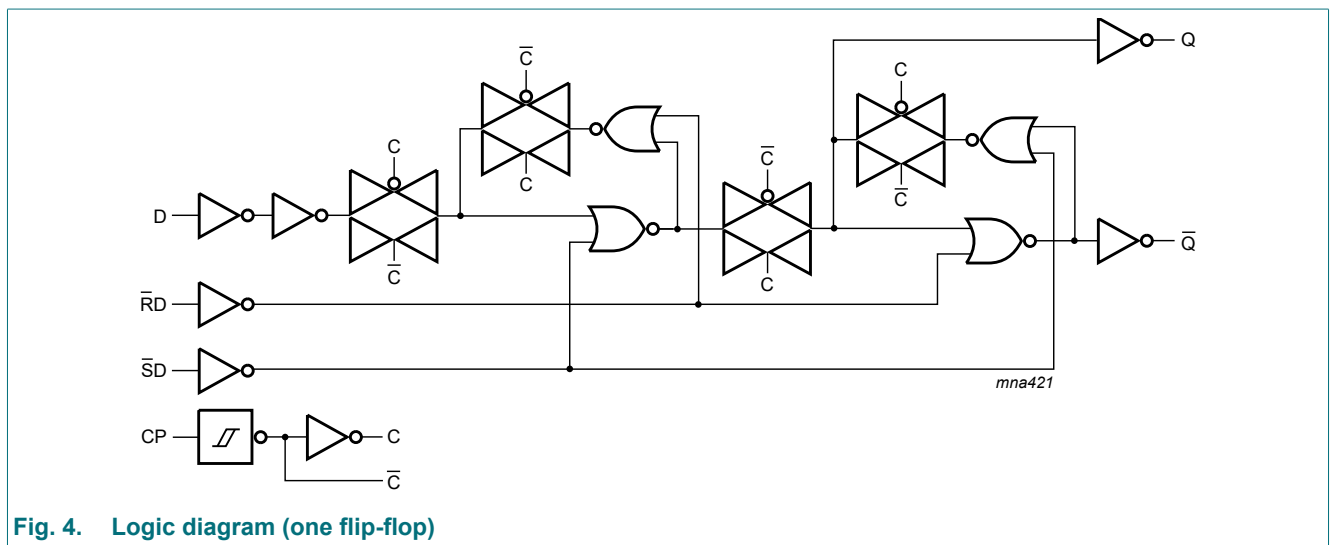 Q
C̅
C
C
C̅
C
D
C̅
C
C̅
C
Q̅
R̅D
S̅D
mna421
CP
C
C̅
Fig. 4. Logic diagram (one flip-flop)